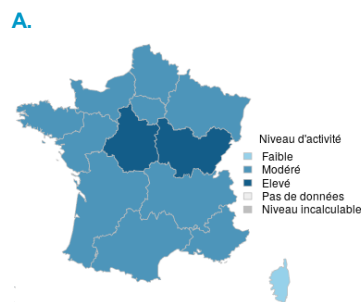 A.
Niveau d'activité
Faible
Modéré
Elevé
Pas de données
Niveau incalculable